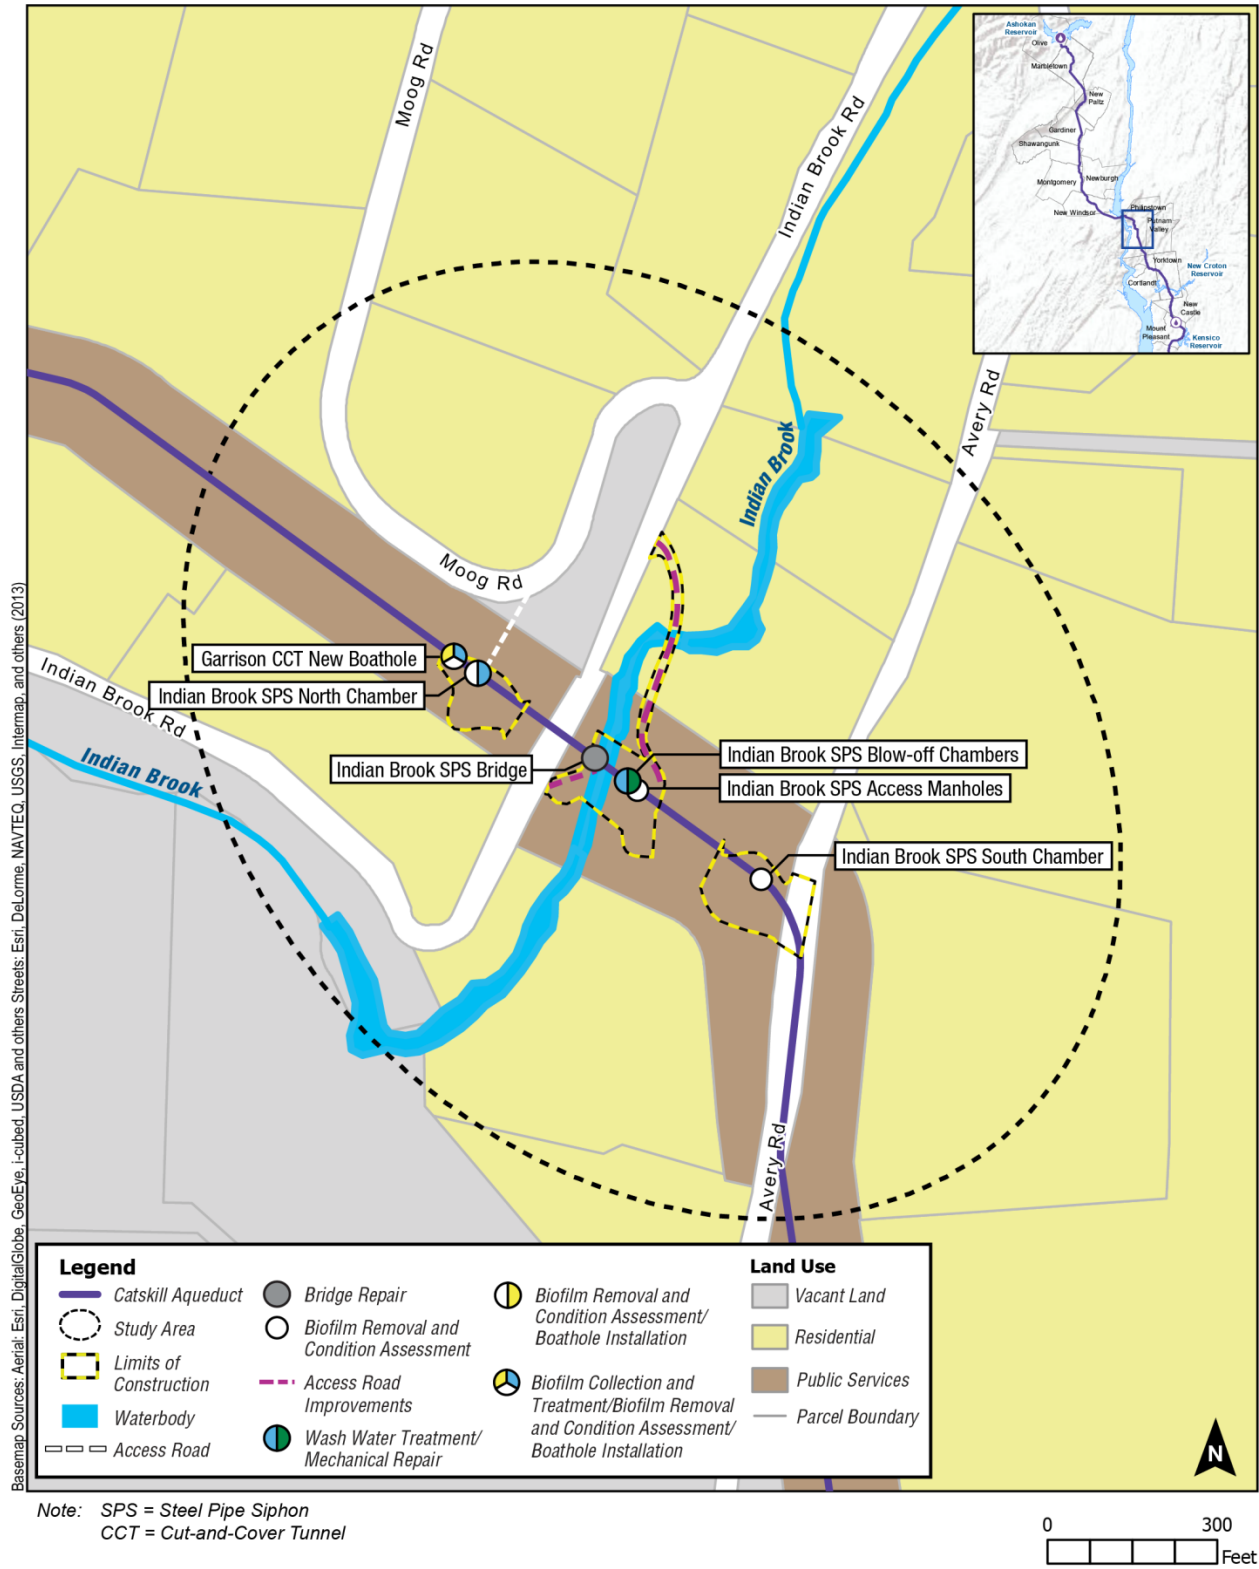 Moog Rd
Indian Brook Rd
Ashokan
Reservoir
Olive
Marbletown
New
Paltz
Gardiner
Shawangunk
Montgomery
Newburgh
New Windsor
Philipstown
Putnam
Valley
Yorktown
New Croton
Reservoir
Cortlandt
New
Castle
Mount
Pleasant
Kensico
Reservoir
Avery Rd
Indian Brook
Moog Rd
Garrison CCT New Boathole
Indian Brook SPS North Chamber
Indian Brook Rd
Indian Brook
Indian Brook SPS Bridge
Indian Brook SPS Blow-off Chambers
Indian Brook SPS Access Manholes
Indian Brook SPS South Chamber
Avery Rd
Basemap Sources: Aerial: Esri, DigitalGlobe, GeoEye, i-cubed, USDA and others Streets: Esri, DeLorme, NAVTEQ, USGS, Intermap, and others (2013)
Legend
Catskill Aqueduct
Study Area
Limits of
Construction
Waterbody
Access Road
Bridge Repair
Biofilm Removal and
Condition Assessment
Access Road
Improvements
Wash Water Treatment/
Mechanical Repair
Biofilm Removal and
Condition Assessment/
Boathole Installation
Biofilm Collection and
Treatment/Biofilm Removal
and Condition Assessment/
Boathole Installation
Land Use
Vacant Land
Residential
Public Services
Parcel Boundary
N
Note: SPS = Steel Pipe Siphon
CCT = Cut-and-Cover Tunnel
0 300
Feet